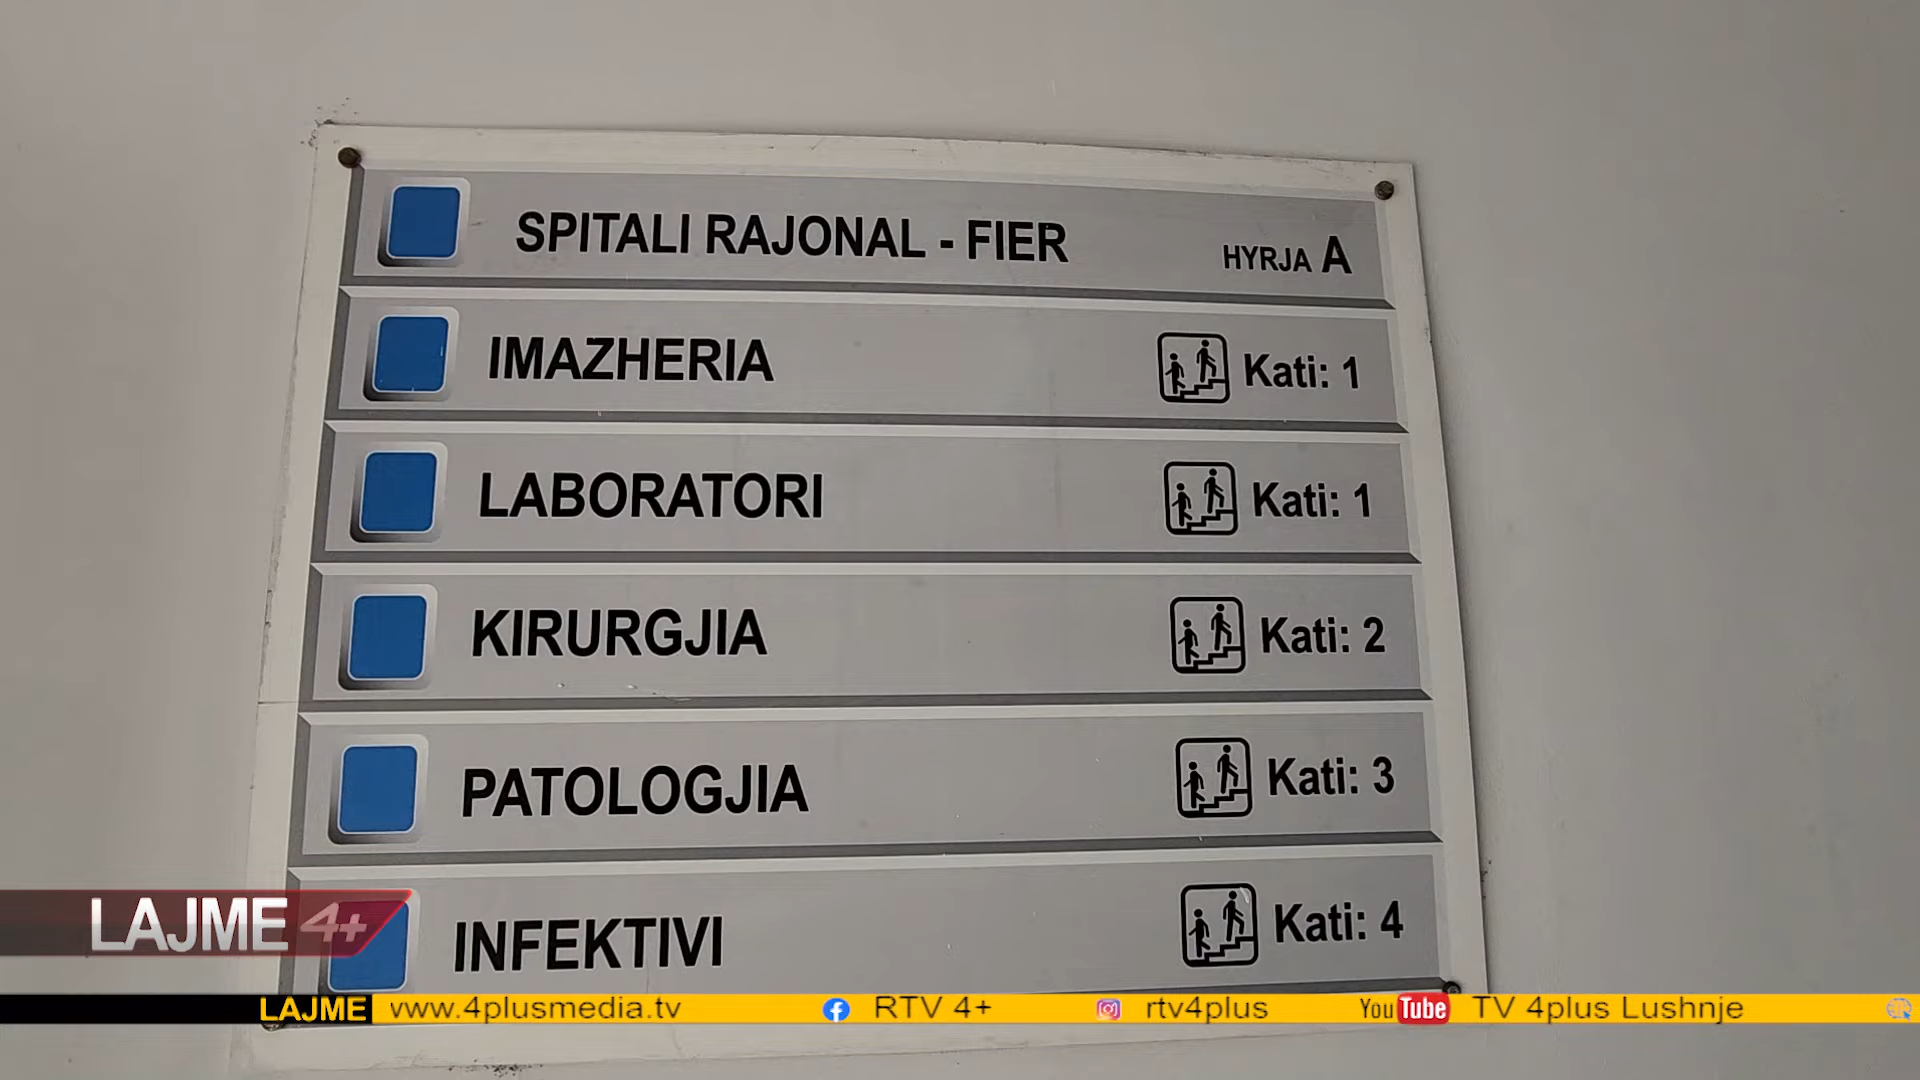 SPITALI RAJONAL - FIER HYRJA A
IMAZHERIA Kati: 1
LABORATORI Kati: 1
KIRURGJIA Kati: 2
PATOLOGJIA Kati: 3
INFEKTIVI Kati: 4
LAJME 4+
LAJME www.4plusmedia.tv RTV 4+ rtv4plus YouTube TV 4plus Lushnje